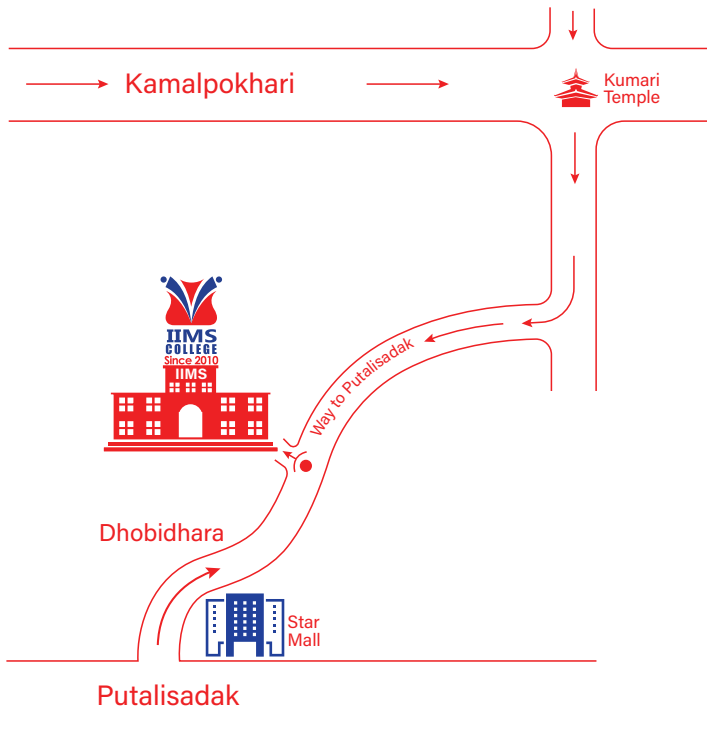 Kamalpokhari
Kumari
Temple
IIMS
COLLEGE
Since 2010
IIMS
Way to Putalisadak
Dhobidhara
Star
Mall
Putalisadak